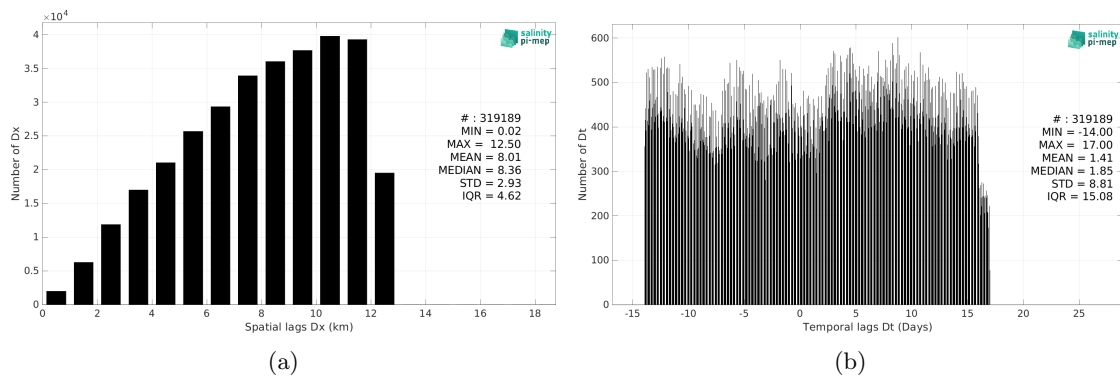 ×10⁴
4
3.5
3
2.5
2
1.5
1
0.5
0
Number of Dx
0 2 4 6 8 10 12 14 16 18
Spatial lags Dx (km)
salinity
pi-mep
# : 319189
MIN = 0.02
MAX = 12.50
MEAN = 8.01
MEDIAN = 8.36
STD = 2.93
IQR = 4.62
(a)
600
500
400
300
200
100
0
Number of Dt
-15 -10 -5 0 5 10 15 20 25
Temporal lags Dt (Days)
salinity
pi-mep
# : 319189
MIN = -14.00
MAX = 17.00
MEAN = 1.41
MEDIAN = 1.85
STD = 8.81
IQR = 15.08
(b)